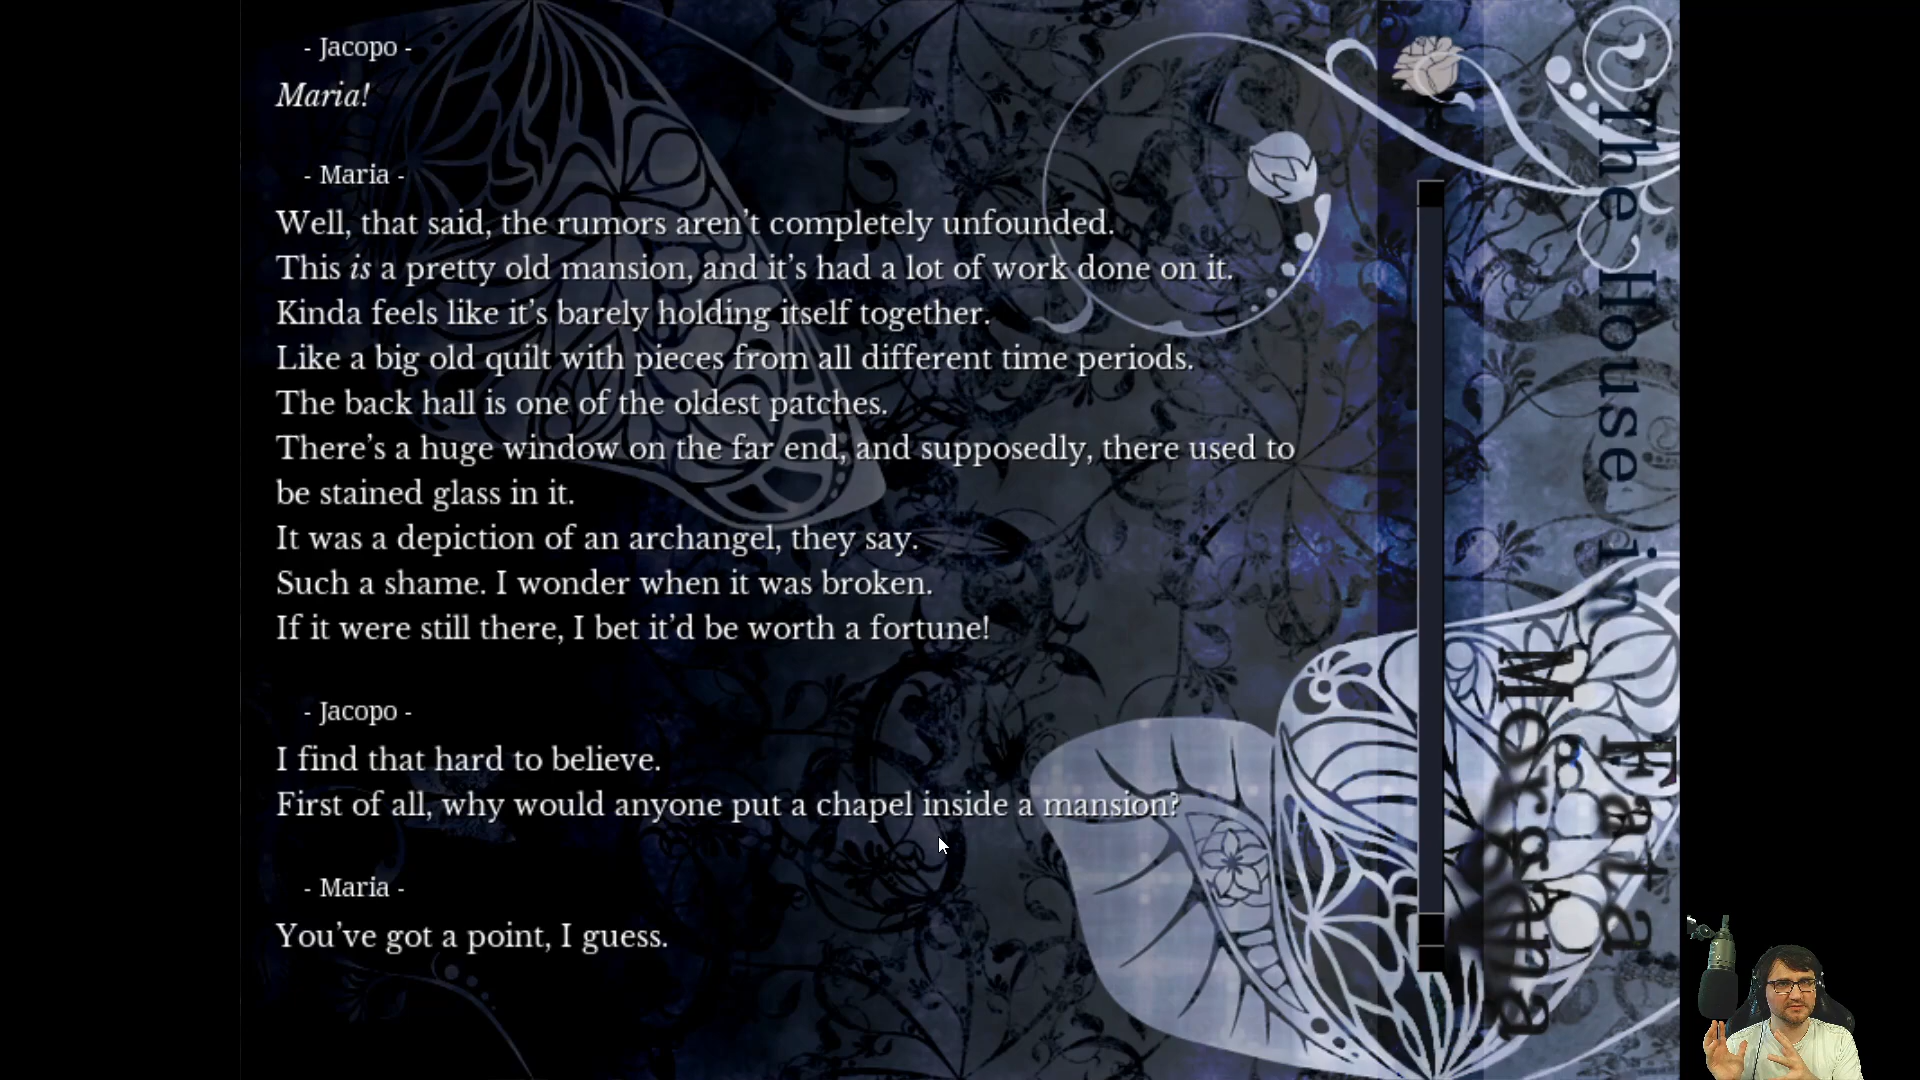 - Jacopo -
Maria!
- Maria -
Well, that said, the rumors aren’t completely unfounded.
This is a pretty old mansion, and it’s had a lot of work done on it.
Kinda feels like it’s barely holding itself together.
Like a big old quilt with pieces from all different time periods.
The back hall is one of the oldest patches.
There’s a huge window on the far end, and supposedly, there used to
be stained glass in it.
It was a depiction of an archangel, they say.
Such a shame. I wonder when it was broken.
If it were still there, I bet it’d be worth a fortune!
- Jacopo -
I find that hard to believe.
First of all, why would anyone put a chapel inside a mansion?
- Maria -
You’ve got a point, I guess.
The House in
Fata
Morgana